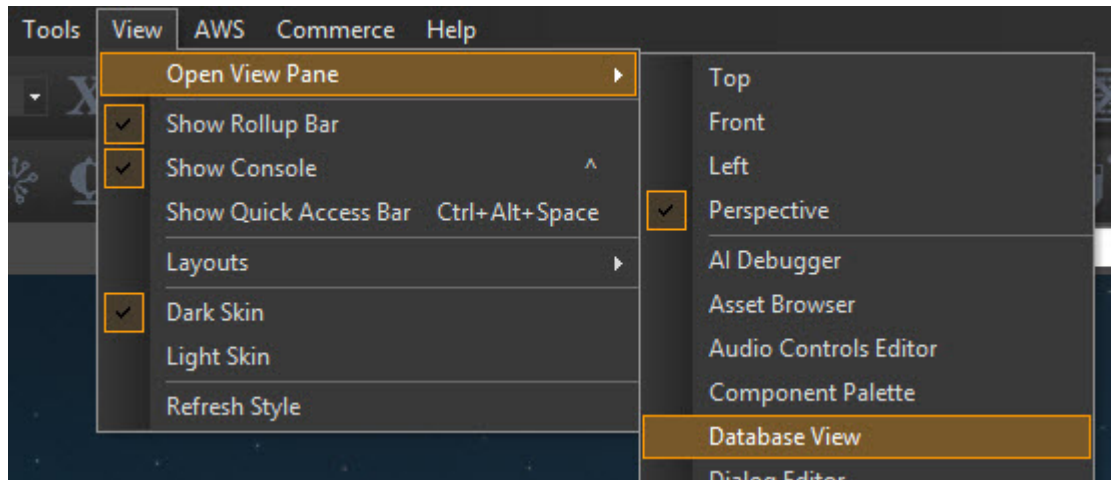 Tools View AWS Commerce Help
Open View Pane
Show Rollup Bar
Show Console ^
Show Quick Access Bar Ctrl+Alt+Space
Layouts
Dark Skin
Light Skin
Refresh Style
Top
Front
Left
Perspective
AI Debugger
Asset Browser
Audio Controls Editor
Component Palette
Database View
Dialog Editor